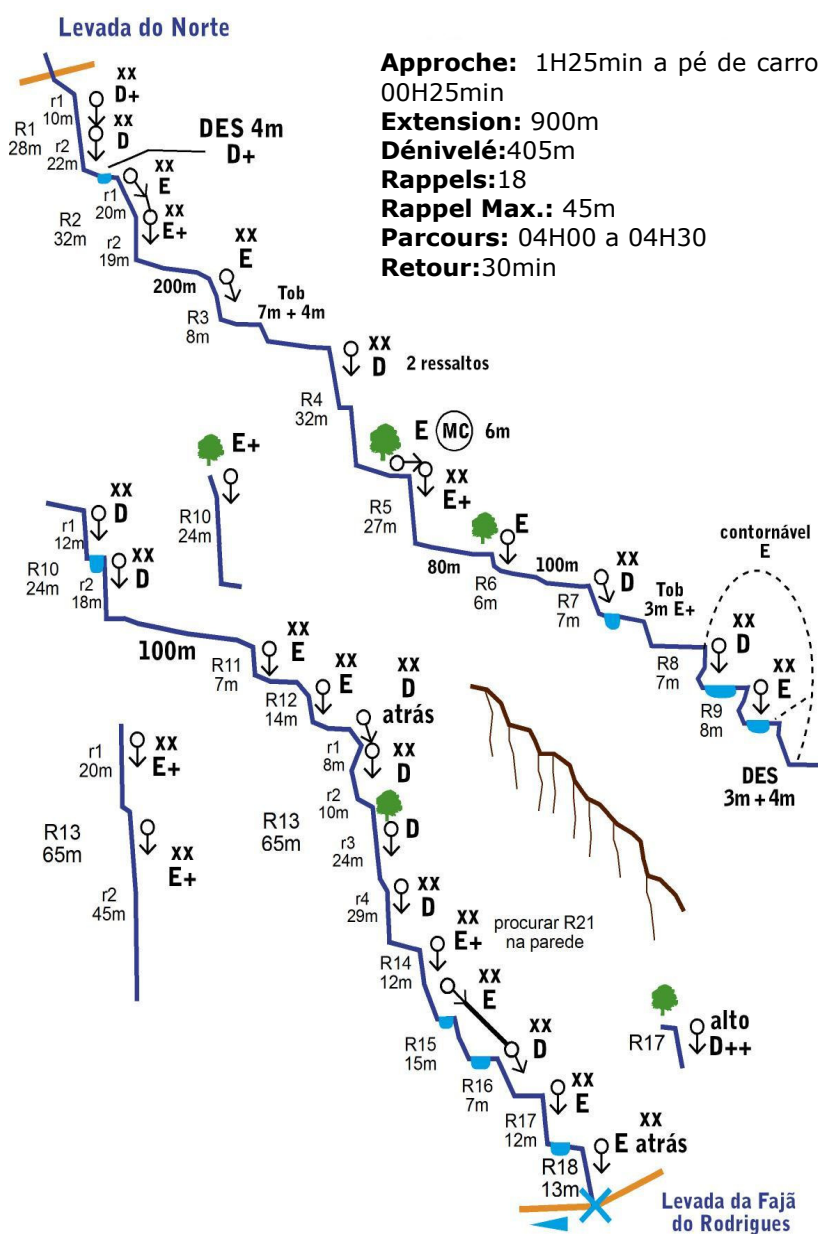 Levada do Norte
Approche: 1H25min a pé de carro
00H25min
Extension: 900m
Dénivelé:405m
Rappels:18
Rappel Max.: 45m
Parcours: 04H00 a 04H30
Retour:30min
xx
D+
r1
10m
R1
28m
xx
D
r2
22m
DES 4m
D+
xx
E
r1
20m
R2
32m
xx
E+
r2
19m
200m
xx
E
R3
8m
Tob
7m + 4m
xx
D
2 ressaltos
R4
32m
E
MC
6m
xx
E+
R5
27m
80m
E
R6
6m
100m
xx
D
R7
7m
Tob
3m E+
contornável
E
xx
D
R8
7m
xx
E
R9
8m
DES
3m + 4m
E+
R10
24m
xx
D
r1
12m
R10
24m
xx
D
r2
18m
100m
xx
E
R11
7m
xx
E
R12
14m
xx
D
atrás
r1
8m
xx
D
r2
10m
R13
65m
D
r3
24m
xx
D
r4
29m
r1
20m
xx
E+
R13
65m
xx
E+
r2
45m
xx
E+
procurar R21
na parede
R14
12m
xx
E
R15
15m
xx
D
R16
7m
R17
alto
D++
xx
E
R17
12m
xx
E atrás
R18
13m
Levada da Fajã
do Rodrigues